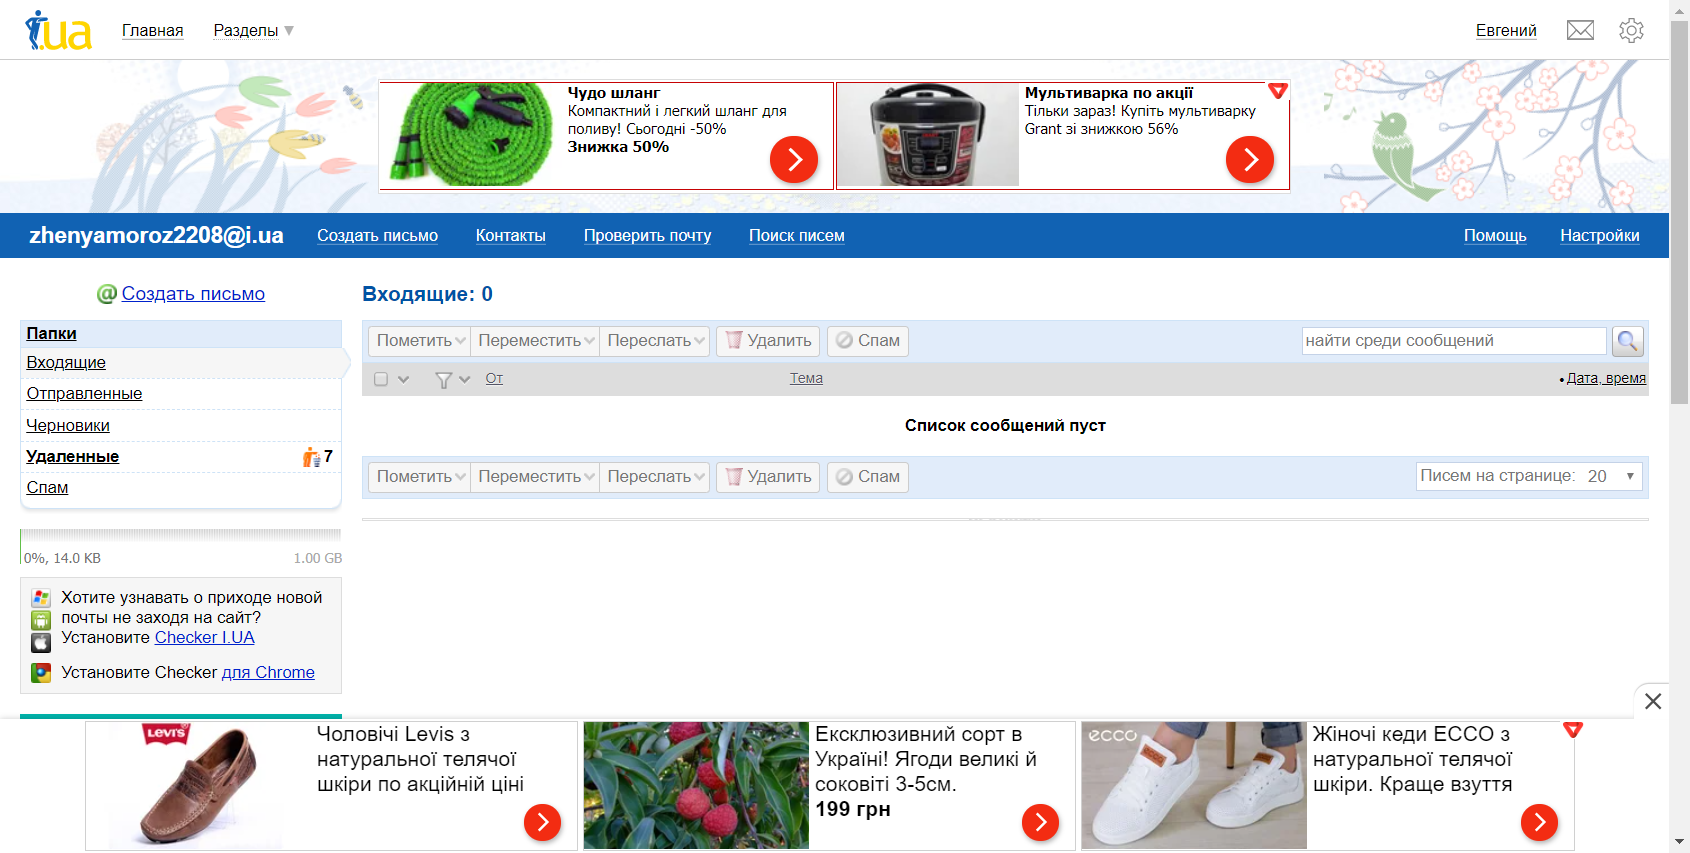 i.ua
Главная
Разделы
Евгений
Чудо шланг
Компактний і легкий шланг для
поливу! Сьогодні -50%
Знижка 50%
Мультиварка по акції
Тільки зараз! Купіть мультиварку
Grant зі знижкою 56%
zhenyamoroz2208@i.ua
Создать письмо
Контакты
Проверить почту
Поиск писем
Помощь
Настройки
Создать письмо
Папки
Входящие
Отправленные
Черновики
Удаленные 7
Спам
0%, 14.0 KB 1.00 GB
Хотите узнавать о приходе новой
почты не заходя на сайт?
Установите Checker I.UA
Установите Checker для Chrome
Входящие: 0
Пометить Переместить Переслать Удалить Спам
найти среди сообщений
От Тема Дата, время
Список сообщений пуст
Пометить Переместить Переслать Удалить Спам
Писем на странице: 20
LEVI'S
Чоловічі Levis з
натуральної телячої
шкіри по акційній ціні
Ексклюзивний сорт в
Україні! Ягоди великі й
соковіті 3-5см.
199 грн
ecco
Жіночі кеди ECCO з
натуральної телячої
шкіри. Краще взуття